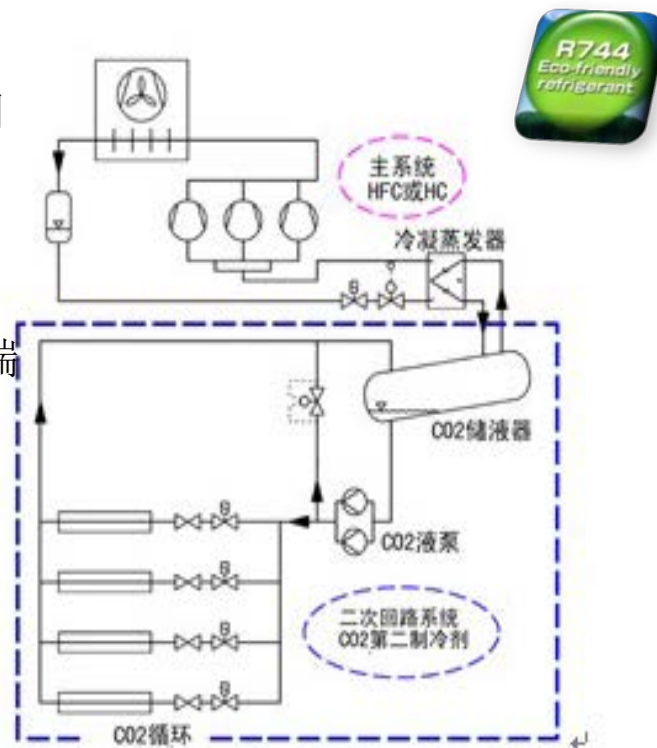 R744
Eco-friendly
refrigerant
主系统
HFC或HC
冷凝蒸发器
端
CO2储液器
CO2液泵
二次回路系统
CO2第二制冷剂
CO2循环